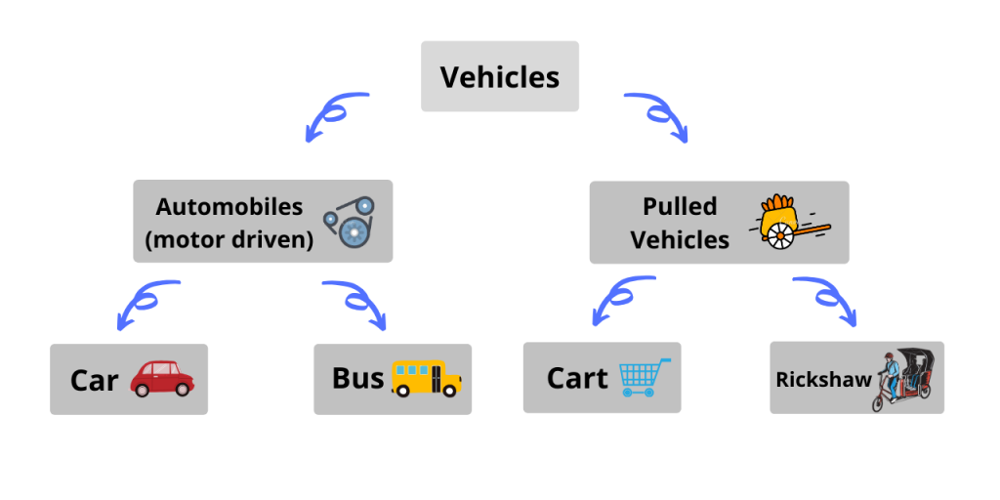 Vehicles
Automobiles
(motor driven)
Pulled
Vehicles
Car
Bus
Cart
Rickshaw